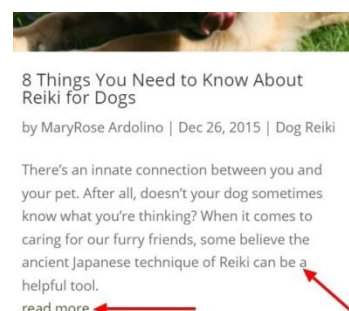 8 Things You Need to Know About
Reiki for Dogs
by MaryRose Ardolino | Dec 26, 2015 | Dog Reiki
There's an innate connection between you and
your pet. After all, doesn't your dog sometimes
know what you're thinking? When it comes to
caring for our furry friends, some believe the
ancient Japanese technique of Reiki can be a
helpful tool.
read more